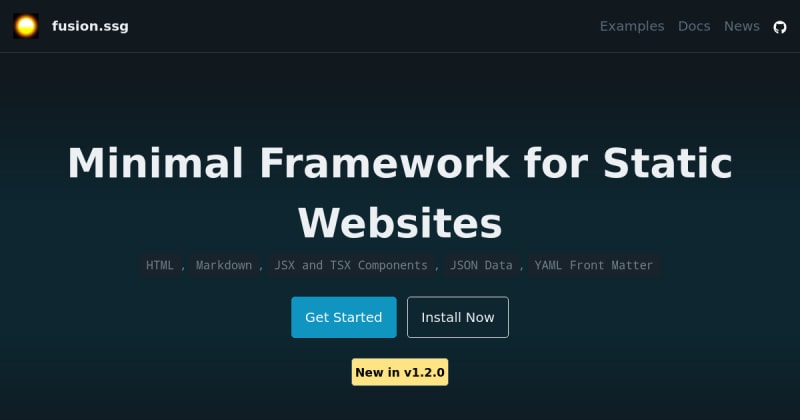 fusion.ssg
Examples Docs News
Minimal Framework for Static
Websites
HTML , Markdown , JSX and TSX Components , JSON Data , YAML Front Matter
Get Started Install Now
New in v1.2.0